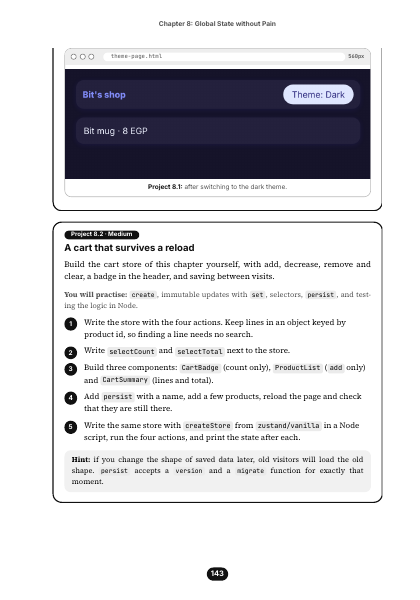 Chapter 8: Global State without Pain
theme-page.html
560px
Bit's shop
Theme: Dark
Bit mug · 8 EGP
Project 8.1: after switching to the dark theme.
Project 8.2 · Medium
A cart that survives a reload
Build the cart store of this chapter yourself, with add, decrease, remove and
clear, a badge in the header, and saving between visits.
You will practise: create, immutable updates with set, selectors, persist, and test-
ing the logic in Node.
1 Write the store with the four actions. Keep lines in an object keyed by
product id, so finding a line needs no search.
2 Write selectCount and selectTotal next to the store.
3 Build three components: CartBadge (count only), ProductList (add only)
and CartSummary (lines and total).
4 Add persist with a name, add a few products, reload the page and check
that they are still there.
5 Write the same store with createStore from zustand/vanilla in a Node
script, run the four actions, and print the state after each.
Hint: if you change the shape of saved data later, old visitors will load the old
shape. persist accepts a version and a migrate function for exactly that
moment.
143